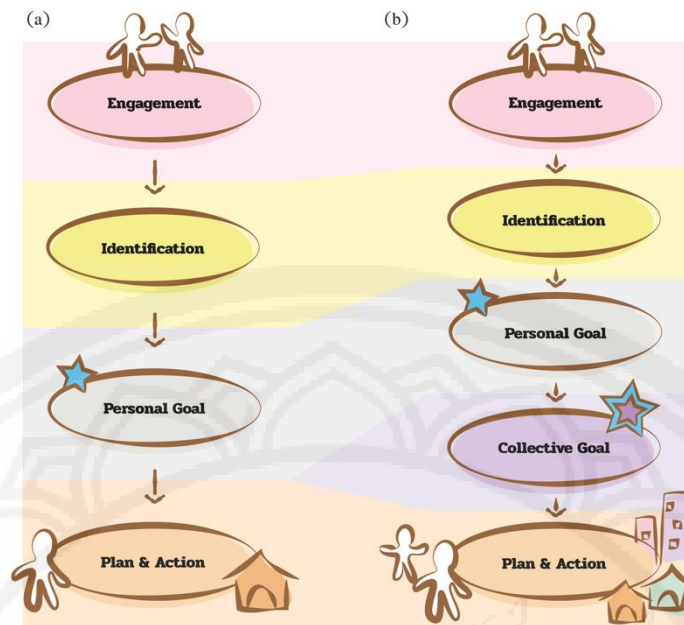 (a)
Engagement
Identification
Personal Goal
Plan & Action
(b)
Engagement
Identification
Personal Goal
Collective Goal
Plan & Action